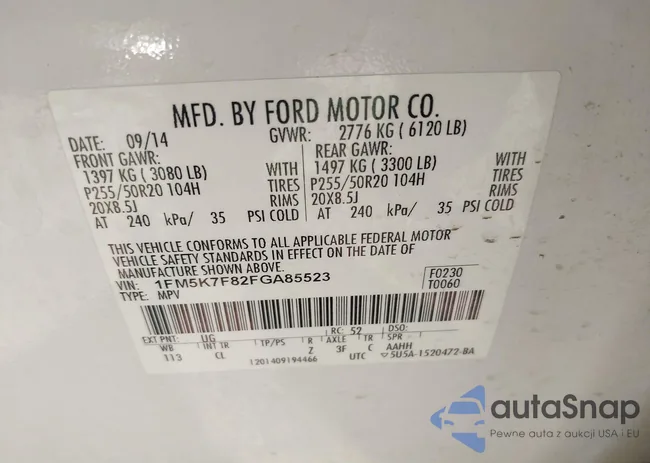 MFD. BY FORD MOTOR CO.
DATE: 09/14 GVWR: 2776 KG ( 6120 LB)
FRONT GAWR: REAR GAWR:
1397 KG ( 3080 LB) WITH 1497 KG ( 3300 LB) WITH
P255/50R20 104H TIRES P255/50R20 104H TIRES
20X8.5J RIMS 20X8.5J RIMS
AT 240 kPa/ 35 PSI COLD AT 240 kPa/ 35 PSI COLD
THIS VEHICLE CONFORMS TO ALL APPLICABLE FEDERAL MOTOR
VEHICLE SAFETY STANDARDS IN EFFECT ON THE DATE OF
MANUFACTURE SHOWN ABOVE.
VIN: 1FM5K7F82FGA85523 F0230
TYPE: MPV T0060
EXT PNT: UG RC: 52 DSO:
WB INT TR TP/PS R AXLE TR SPR
113 CL Z 3F C AAHH
1201409194466 UTC ▽5U5A-1520472-BA
autaSnap
Pewne auta z aukcji USA i EU